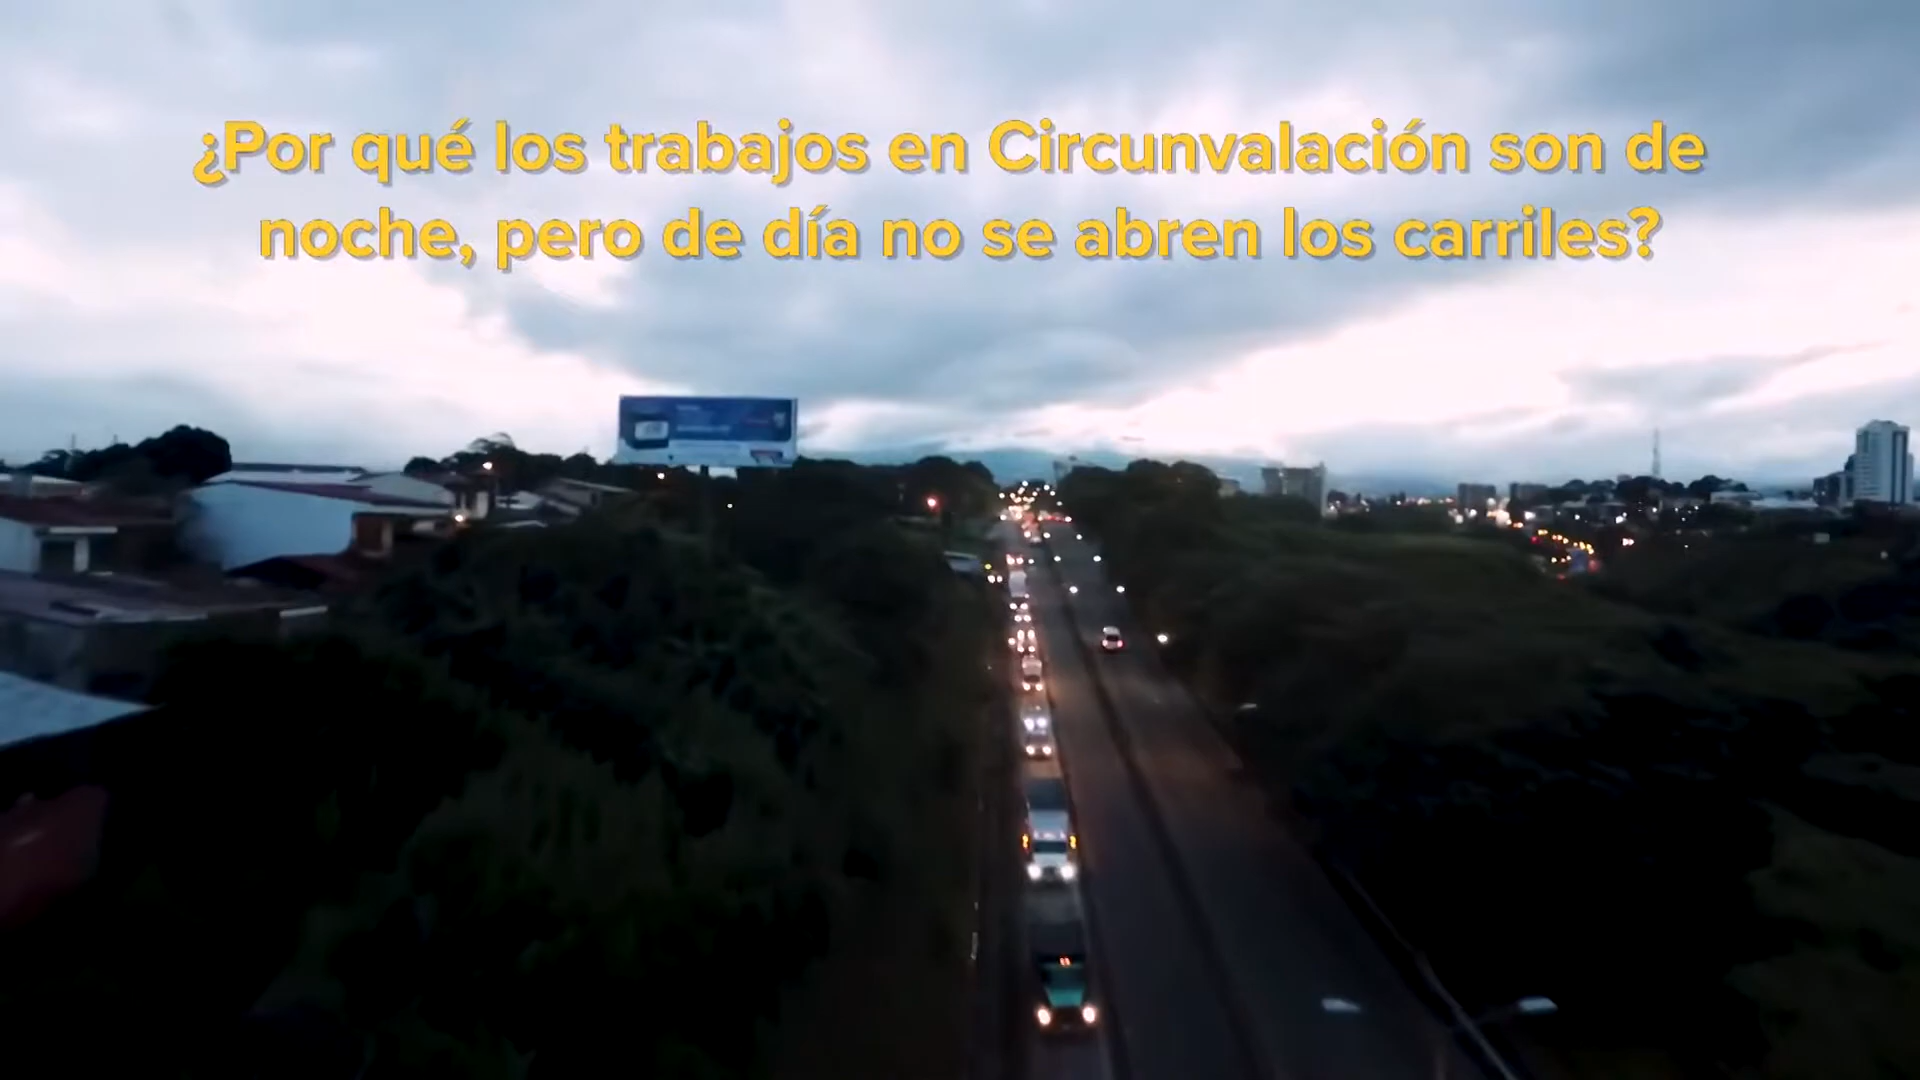 ¿Por qué los trabajos en Circunvalación son de
noche, pero de día no se abren los carriles?